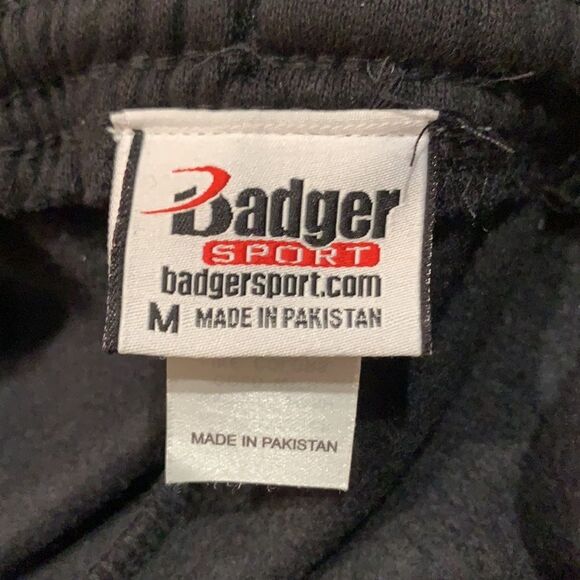 Badger
SPORT
badgersport.com
M MADE IN PAKISTAN
MADE IN PAKISTAN